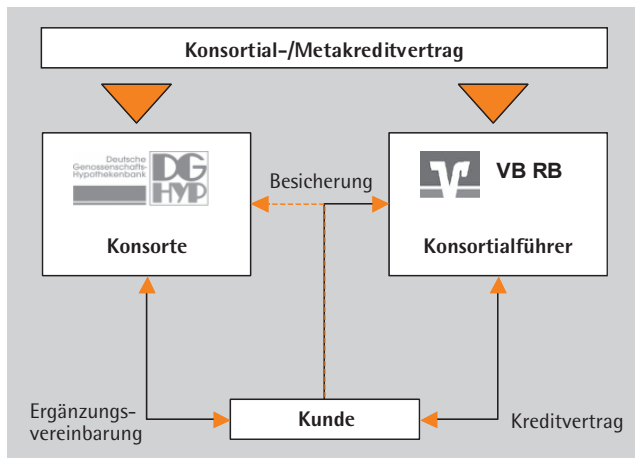 Konsortial-/Metakreditvertrag
Deutsche
Genossenschafts-
Hypothekenbank
DG
HYP
Konsorte
Besicherung
VB RB
Konsortialführer
Ergänzungs-
vereinbarung
Kunde
Kreditvertrag